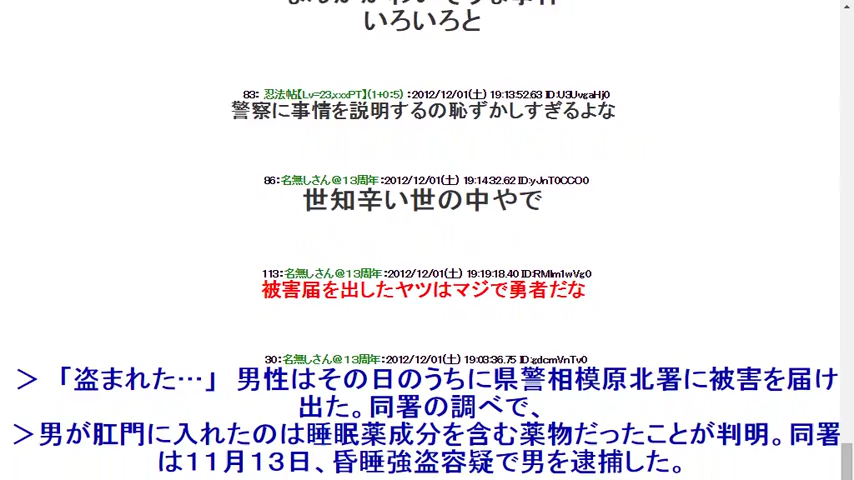 いろいろと
83: 忍法帖【Lv=23,xxxPT】(1+0:5) :2012/12/01(土) 19:13:52.63 ID:U3UvgaHj0
警察に事情を説明するの恥ずかしすぎるよな
86:名無しさん@13周年:2012/12/01(土) 19:14:32.62 ID:yJnT0CCO0
世知辛い世の中やで
113:名無しさん@13周年:2012/12/01(土) 19:19:18.40 ID:RMlm1wVg0
被害届を出したヤツはマジで勇者だな
30:名無しさん@13周年:2012/12/01(土) 19:03:36.75 ID:gdcmVnTv0
＞「盗まれた…」 男性はその日のうちに県警相模原北署に被害を届け
出た。同署の調べで、
＞男が肛門に入れたのは睡眠薬成分を含む薬物だったことが判明。同署
は１１月１３日、昏睡強盗容疑で男を逮捕した。